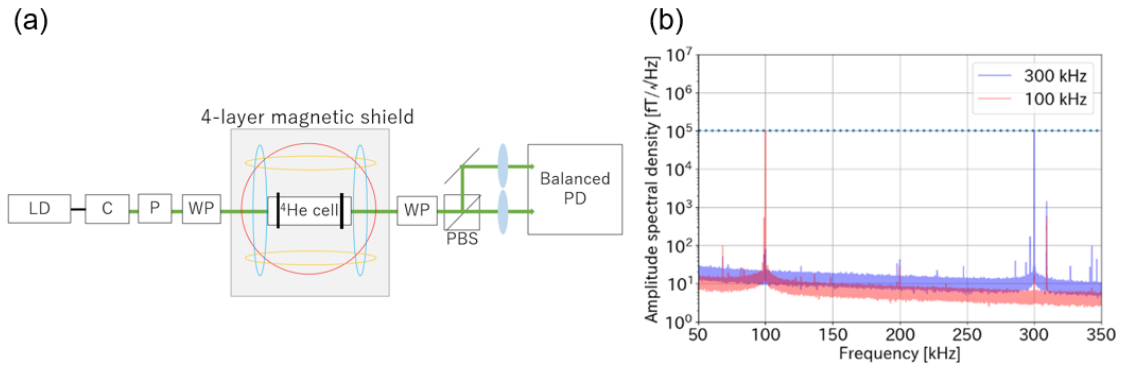 (a)
4-layer magnetic shield
LD
C
P
WP
⁴He cell
WP
PBS
Balanced
PD
(b)
Amplitude spectral density [fT/√Hz]
10⁷
10⁶
10⁵
10⁴
10³
10²
10¹
10⁰
300 kHz
100 kHz
50
100
150
200
250
300
350
Frequency [kHz]